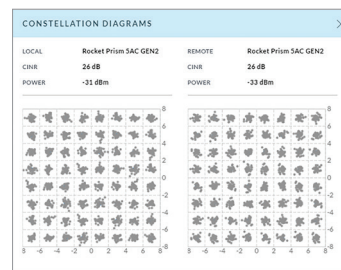 CONSTELLATION DIAGRAMS
LOCAL Rocket Prism 5AC GEN2
CINR 26 dB
POWER -31 dBm
REMOTE Rocket Prism 5AC GEN2
CINR 26 dB
POWER -33 dBm
8
6
4
2
0
-2
-4
-6
-8
8 -6 -4 -2 0 2 4 6 8
8
6
4
2
0
-2
-4
-6
-8
8 -6 -4 -2 0 2 4 6 8